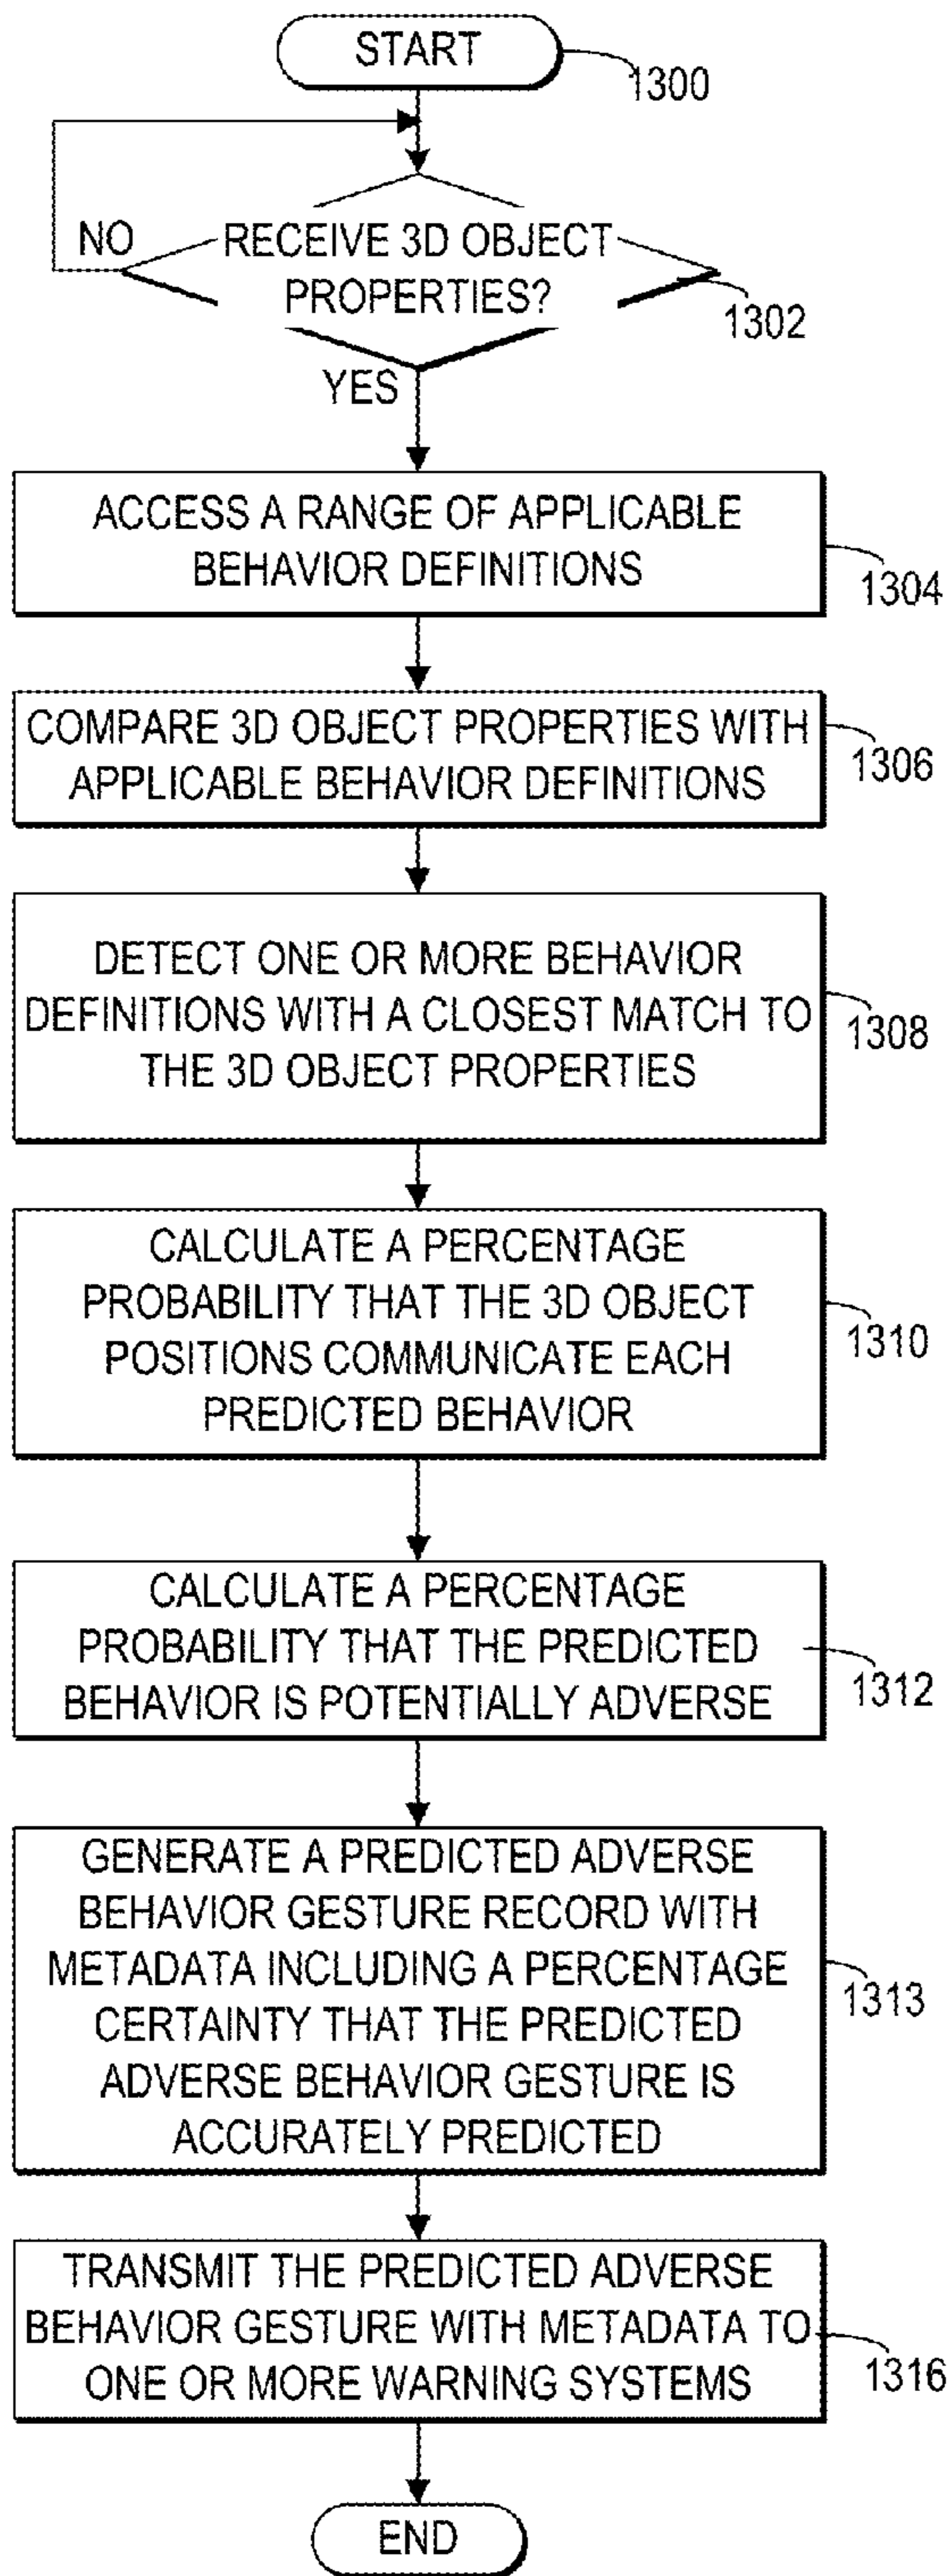 START
1300
NO
RECEIVE 3D OBJECT
PROPERTIES?
1302
YES
ACCESS A RANGE OF APPLICABLE
BEHAVIOR DEFINITIONS
1304
COMPARE 3D OBJECT PROPERTIES WITH
APPLICABLE BEHAVIOR DEFINITIONS
1306
DETECT ONE OR MORE BEHAVIOR
DEFINITIONS WITH A CLOSEST MATCH TO
THE 3D OBJECT PROPERTIES
1308
CALCULATE A PERCENTAGE
PROBABILITY THAT THE 3D OBJECT
POSITIONS COMMUNICATE EACH
PREDICTED BEHAVIOR
1310
CALCULATE A PERCENTAGE
PROBABILITY THAT THE PREDICTED
BEHAVIOR IS POTENTIALLY ADVERSE
1312
GENERATE A PREDICTED ADVERSE
BEHAVIOR GESTURE RECORD WITH
METADATA INCLUDING A PERCENTAGE
CERTAINTY THAT THE PREDICTED
ADVERSE BEHAVIOR GESTURE IS
ACCURATELY PREDICTED
1313
TRANSMIT THE PREDICTED ADVERSE
BEHAVIOR GESTURE WITH METADATA TO
ONE OR MORE WARNING SYSTEMS
1316
END